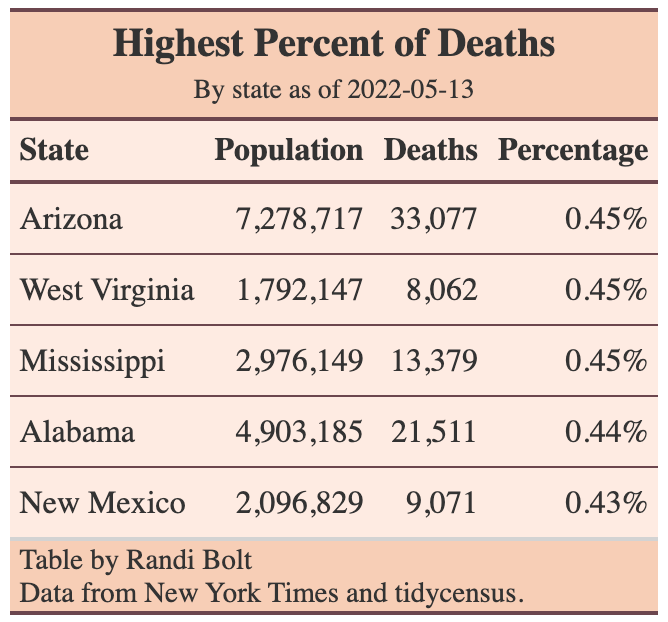 Highest Percent of Deaths
By state as of 2022-05-13
State Population Deaths Percentage
Arizona 7,278,717 33,077 0.45%
West Virginia 1,792,147 8,062 0.45%
Mississippi 2,976,149 13,379 0.45%
Alabama 4,903,185 21,511 0.44%
New Mexico 2,096,829 9,071 0.43%
Table by Randi Bolt
Data from New York Times and tidycensus.